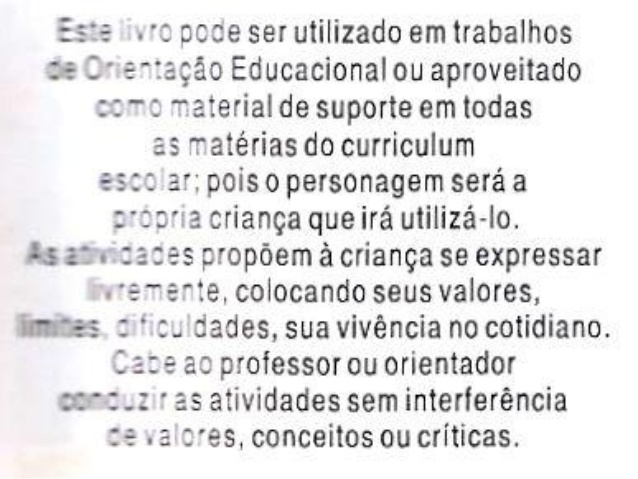 Este livro pode ser utilizado em trabalhos
de Orientação Educacional ou aproveitado
como material de suporte em todas
as matérias do curriculum
escolar; pois o personagem será a
própria criança que irá utilizá-lo.
As atividades propõem à criança se expressar
livremente, colocando seus valores,
limites, dificuldades, sua vivência no cotidiano.
Cabe ao professor ou orientador
conduzir as atividades sem interferência
de valores, conceitos ou críticas.